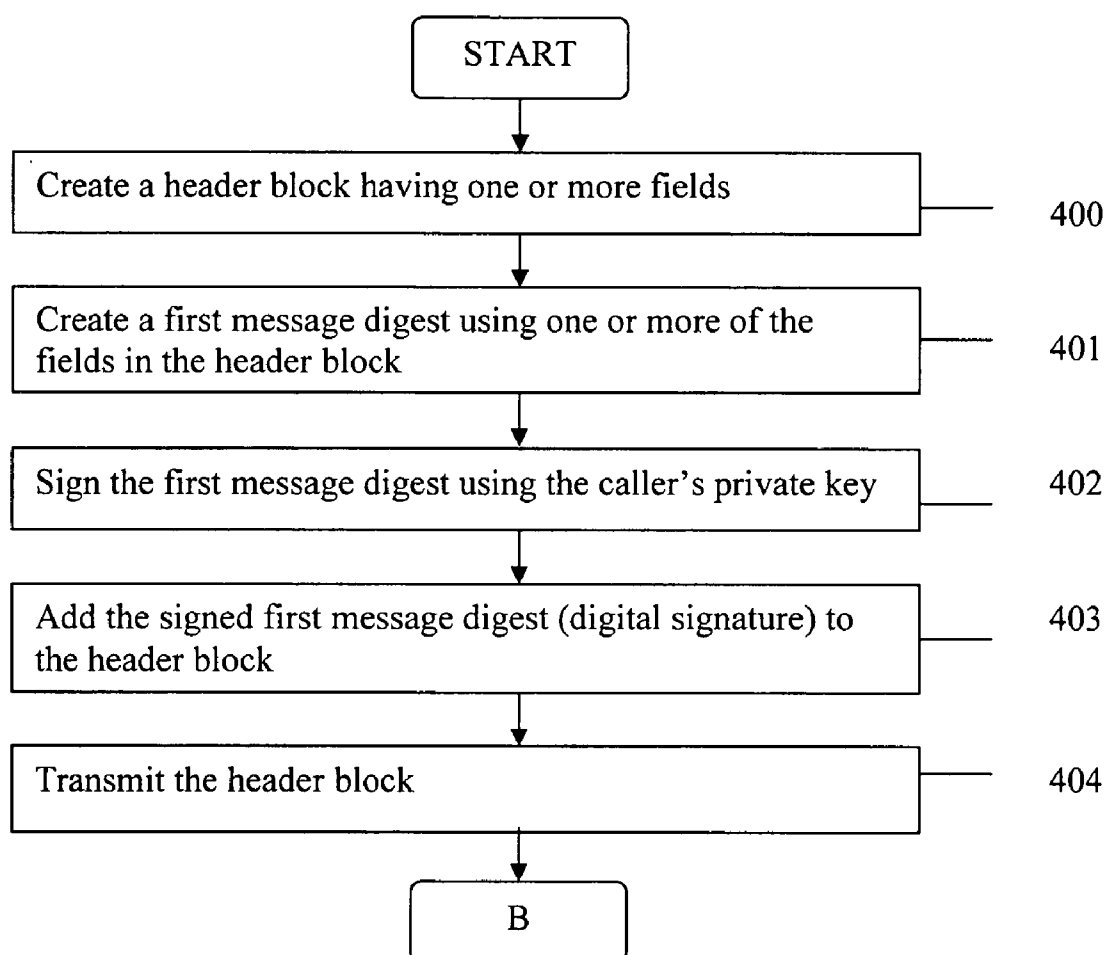 START
Create a header block having one or more fields
400
Create a first message digest using one or more of the
fields in the header block
401
Sign the first message digest using the caller's private key
402
Add the signed first message digest (digital signature) to
the header block
403
Transmit the header block
404
B